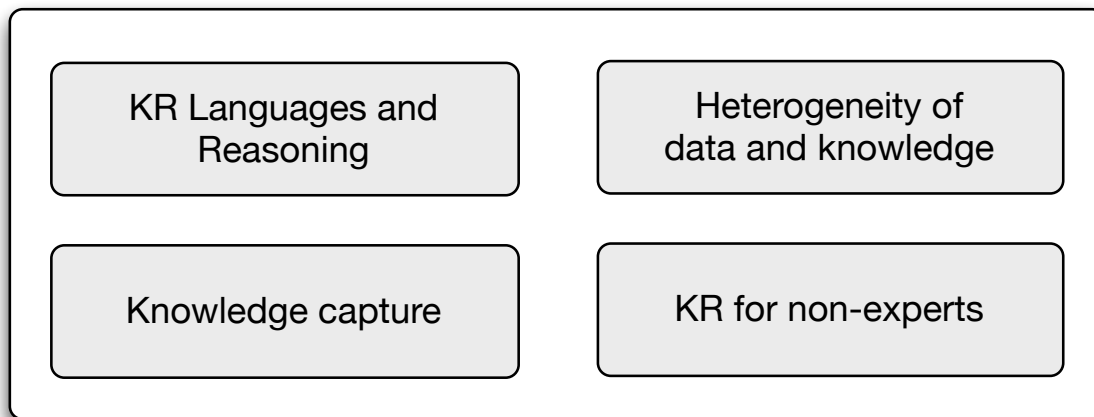 KR Languages and
Reasoning
Heterogeneity of
data and knowledge
Knowledge capture
KR for non-experts